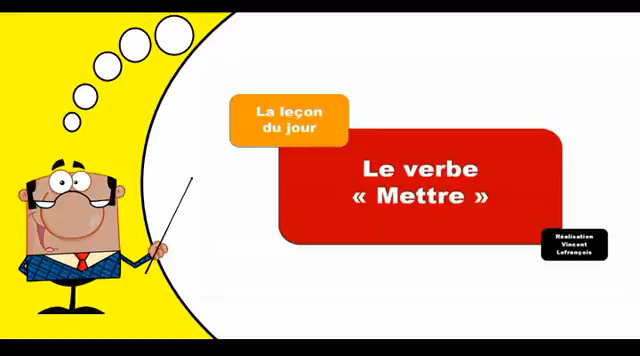 La leçon
du jour
Le verbe
« Mettre »
Réalisation
Vincent
Lefrançois